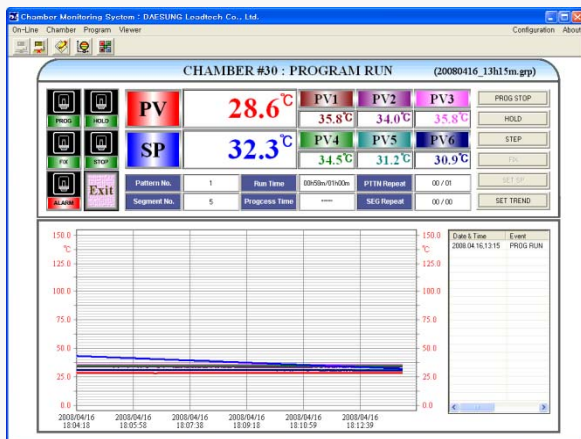 Chamber Monitoring System : DAESUNG Loadtech Co., Ltd.
On-Line Chamber Program Viewer Configuration About
CHAMBER #30 : PROGRAM RUN (20080416_13h15m.grp)
PROG HOLD
PV 28.6℃
PV1 PV2 PV3
35.8℃ 34.0℃ 35.8℃
PROG STOP
HOLD
FIX STOP
SP 32.3℃
PV4 PV5 PV6
34.5℃ 31.2℃ 30.9℃
STEP
FIX
ALARM Exit
Pattern No. 1 Run Time 00h58m/01h00m PTTN Repeat 00 / 01
SET UP
Segment No. 5 Progcess Time ----- SEG Repeat 00 / 00
SET TREND
150.0 150.0
℃ ℃
125.0 125.0
100.0 100.0
75.0 75.0
50.0 50.0
25.0 25.0
0.0 0.0
2008/04/16 2008/04/16 2008/04/16 2008/04/16 2008/04/16 2008/04/16
18:04:18 18:05:58 18:07:38 18:09:18 18:10:59 18:12:39
Date & Time Event
2008.04.16,13:15 PROG RUN